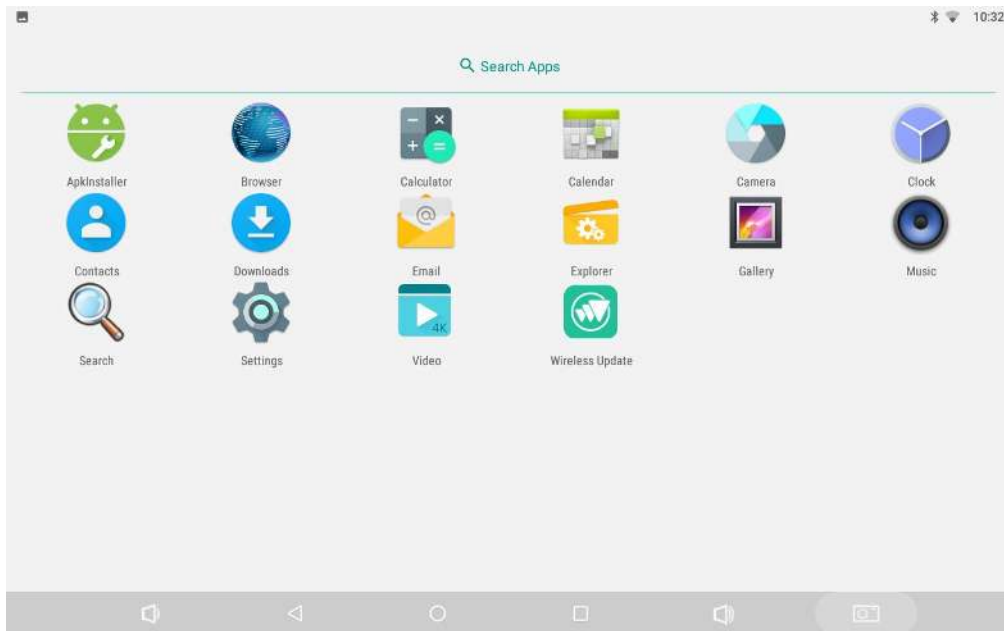 10:32
Search Apps
ApkInstaller Browser Calculator Calendar Camera Clock
Contacts Downloads Email Explorer Gallery Music
4K
Search Settings Video Wireless Update